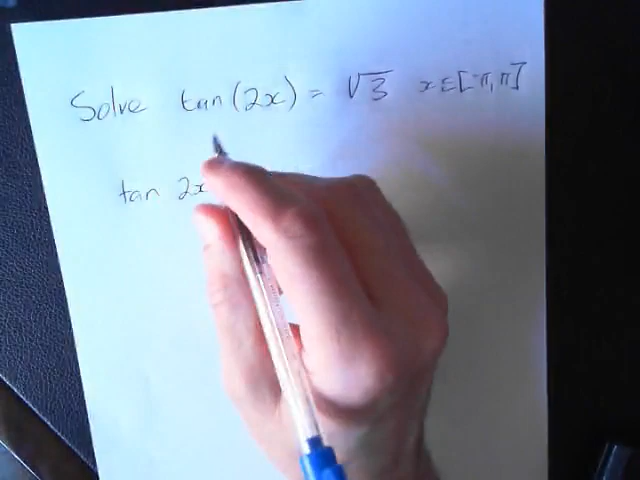 Solve tan(2x) = √3 x∈[-π,π]
tan 2x